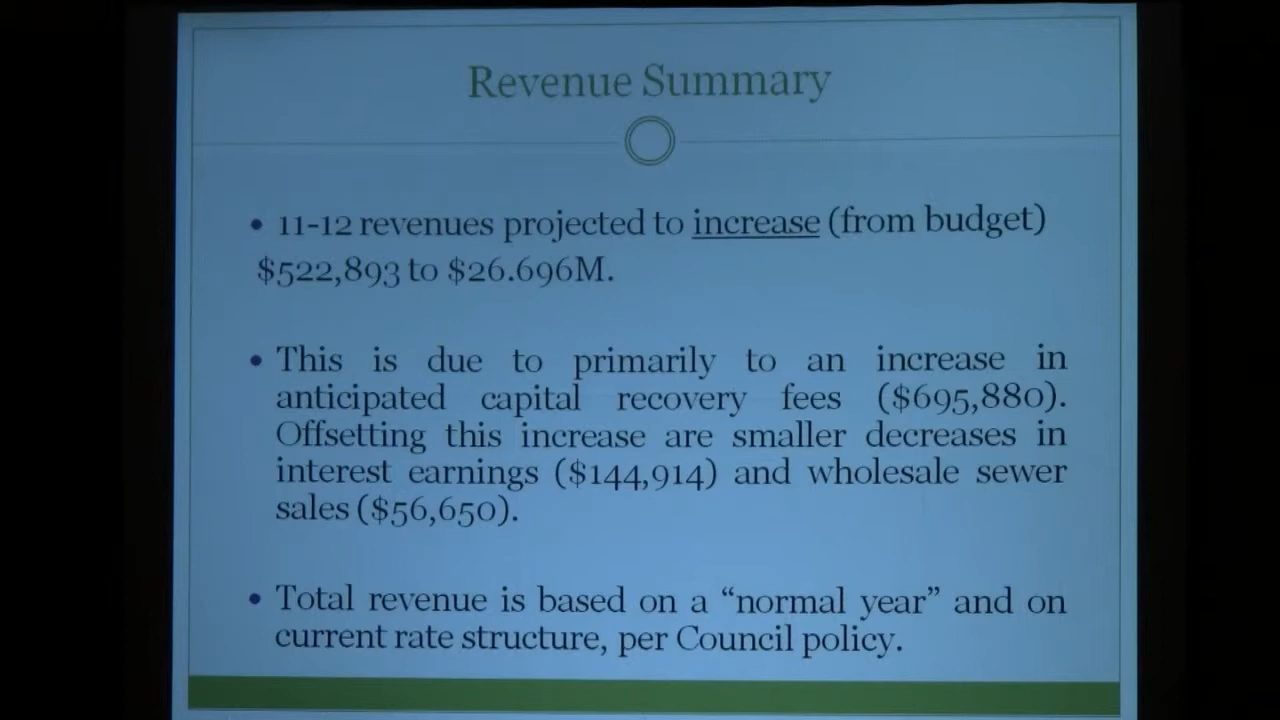 Revenue Summary
• 11-12 revenues projected to increase (from budget)
$522,893 to $26.696M.
• This is due to primarily to an increase in
anticipated capital recovery fees ($695,880).
Offsetting this increase are smaller decreases in
interest earnings ($144,914) and wholesale sewer
sales ($56,650).
• Total revenue is based on a “normal year” and on
current rate structure, per Council policy.